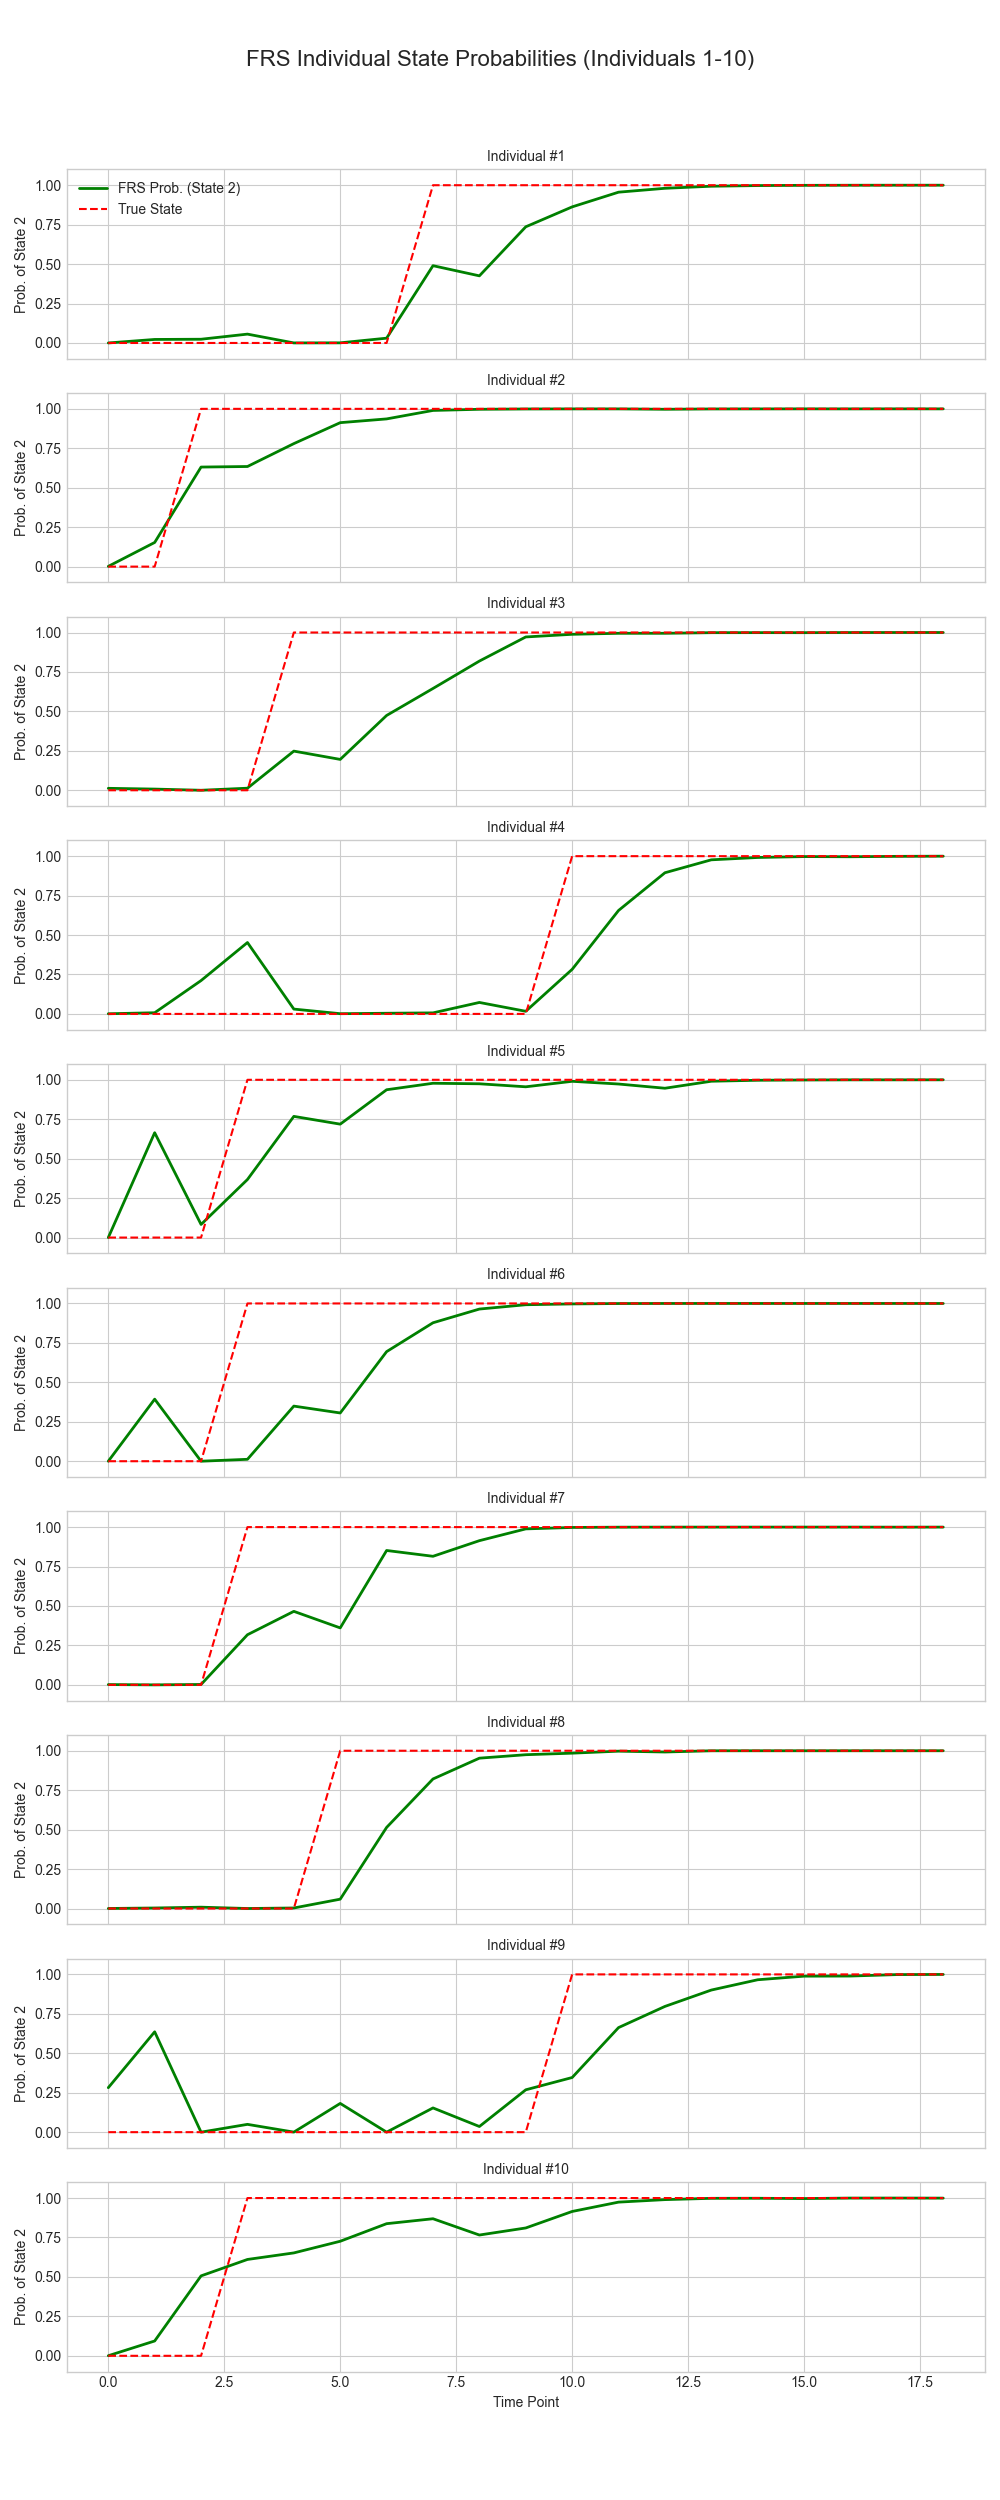 FRS Individual State Probabilities (Individuals 1-10)
Individual #1
FRS Prob. (State 2)
True State
Prob. of State 2
1.00
0.75
0.50
0.25
0.00
Individual #2
Prob. of State 2
1.00
0.75
0.50
0.25
0.00
Individual #3
Prob. of State 2
1.00
0.75
0.50
0.25
0.00
Individual #4
Prob. of State 2
1.00
0.75
0.50
0.25
0.00
Individual #5
Prob. of State 2
1.00
0.75
0.50
0.25
0.00
Individual #6
Prob. of State 2
1.00
0.75
0.50
0.25
0.00
Individual #7
Prob. of State 2
1.00
0.75
0.50
0.25
0.00
Individual #8
Prob. of State 2
1.00
0.75
0.50
0.25
0.00
Individual #9
Prob. of State 2
1.00
0.75
0.50
0.25
0.00
Individual #10
Prob. of State 2
1.00
0.75
0.50
0.25
0.00
0.0 2.5 5.0 7.5 10.0 12.5 15.0 17.5
Time Point